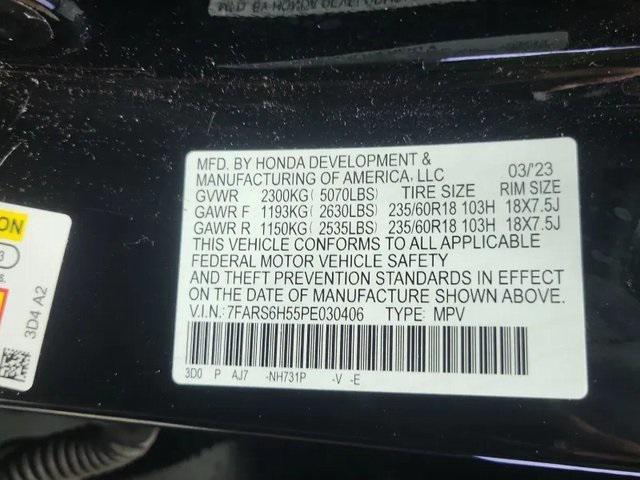 MFD. BY HONDA DEVELOPMENT &
MANUFACTURING OF AMERICA, LLC 03/'23
GVWR 2300KG( 5070LBS) TIRE SIZE RIM SIZE
GAWR F 1193KG( 2630LBS) 235/60R18 103H 18X7.5J
GAWR R 1150KG( 2535LBS) 235/60R18 103H 18X7.5J
THIS VEHICLE CONFORMS TO ALL APPLICABLE
FEDERAL MOTOR VEHICLE SAFETY
AND THEFT PREVENTION STANDARDS IN EFFECT
ON THE DATE OF MANUFACTURE SHOWN ABOVE.
V.I.N.: 7FARS6H55PE030406 TYPE: MPV
3D0 P AJ7 -NH731P -V -E
ON
3
s.
3D4 A2